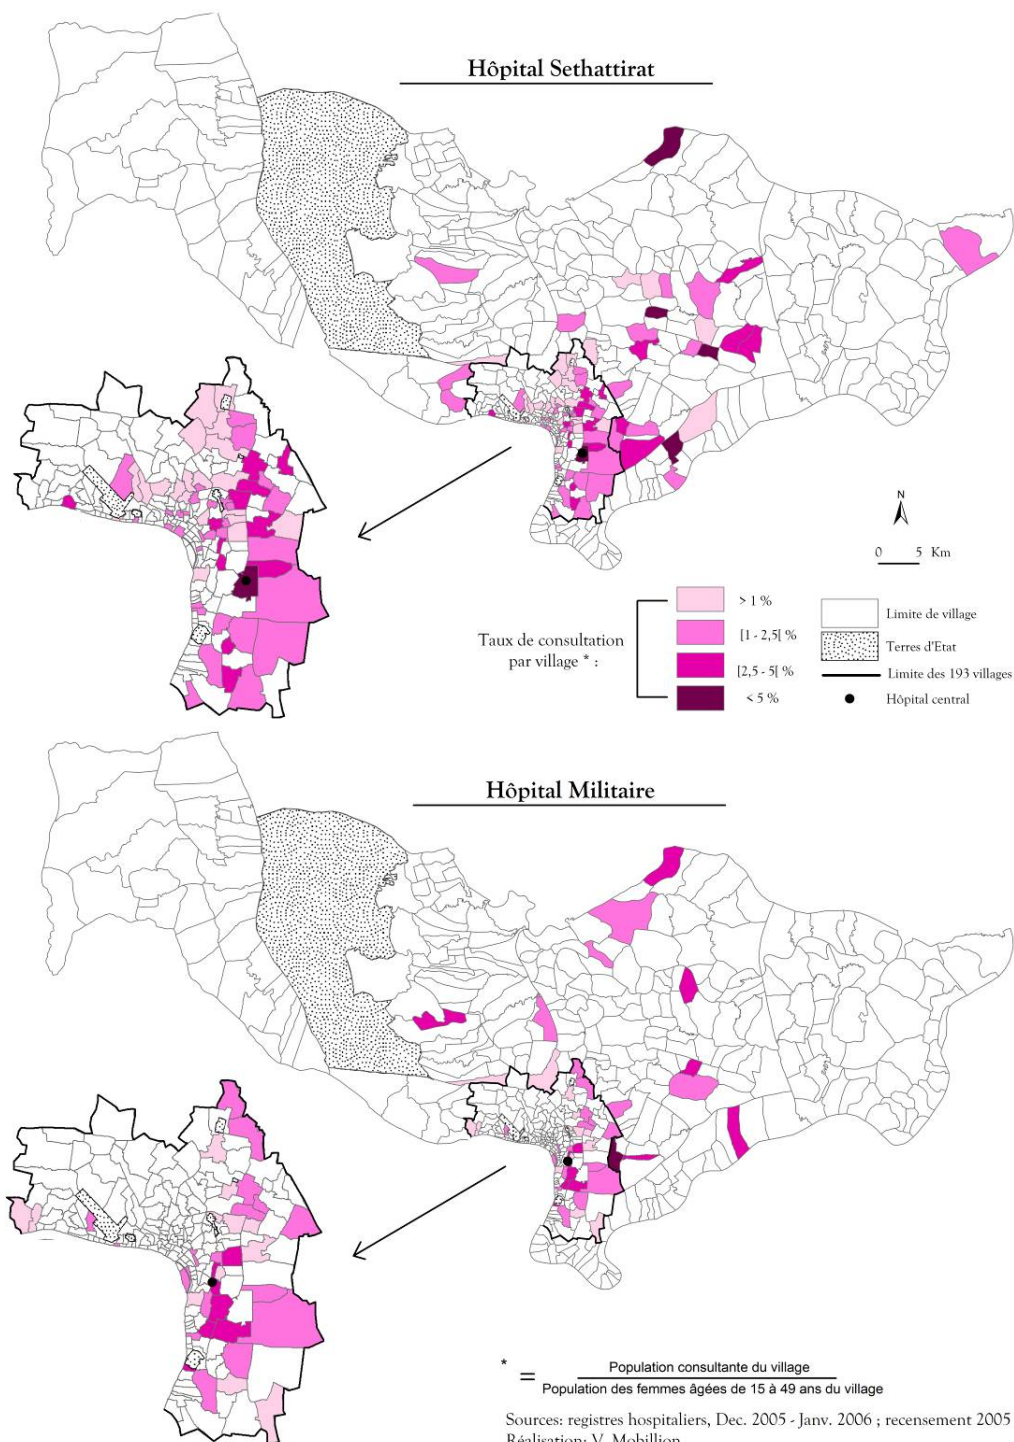 Hôpital Sethattirat
N
0 5 Km
Taux de consultation
par village * :
> 1 %
[1 - 2,5[ %
[2,5 - 5[ %
< 5 %
Limite de village
Terres d'Etat
Limite des 193 villages
Hôpital central
Hôpital Militaire
* = Population consultante du village
Population des femmes âgées de 15 à 49 ans du village
Sources: registres hospitaliers, Dec. 2005 - Janv. 2006 ; recensement 2005
Réalisation: V. Mobillion